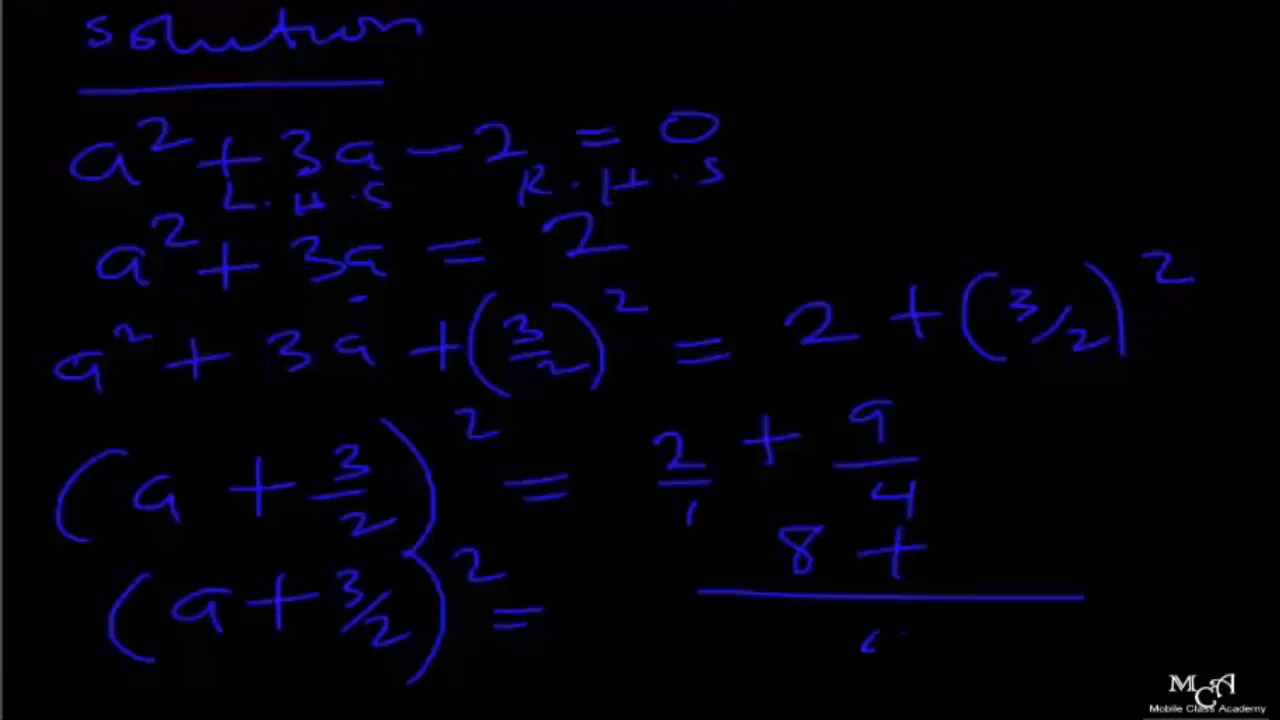 solution
a² + 3a - 2 = 0
L.H.S R.H.S
a² + 3a = 2
a² + 3a + (3/2)² = 2 + (3/2)²
(a + 3/2)² = 2/1 + 9/4
(a + 3/2)² = 8 +
MCA
Mobile Class Academy